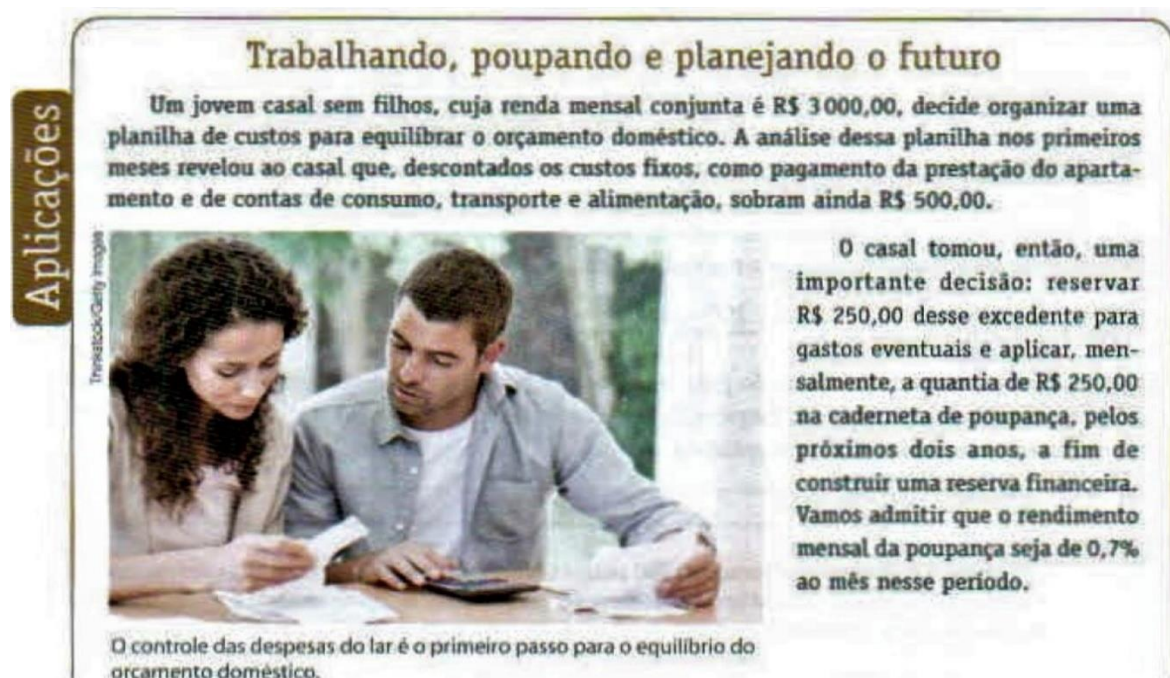 Aplicações
Trabalhando, poupando e planejando o futuro
Um jovem casal sem filhos, cuja renda mensal conjunta é R$ 3 000,00, decide organizar uma
planilha de custos para equilibrar o orçamento doméstico. A análise dessa planilha nos primeiros
meses revelou ao casal que, descontados os custos fixos, como pagamento da prestação do aparta-
mento e de contas de consumo, transporte e alimentação, sobram ainda R$ 500,00.
Thinkstock/Getty Images
O casal tomou, então, uma
importante decisão: reservar
R$ 250,00 desse excedente para
gastos eventuais e aplicar, men-
salmente, a quantia de R$ 250,00
na caderneta de poupança, pelos
próximos dois anos, a fim de
construir uma reserva financeira.
Vamos admitir que o rendimento
mensal da poupança seja de 0,7%
ao mês nesse período.
O controle das despesas do lar é o primeiro passo para o equilíbrio do
orçamento doméstico.